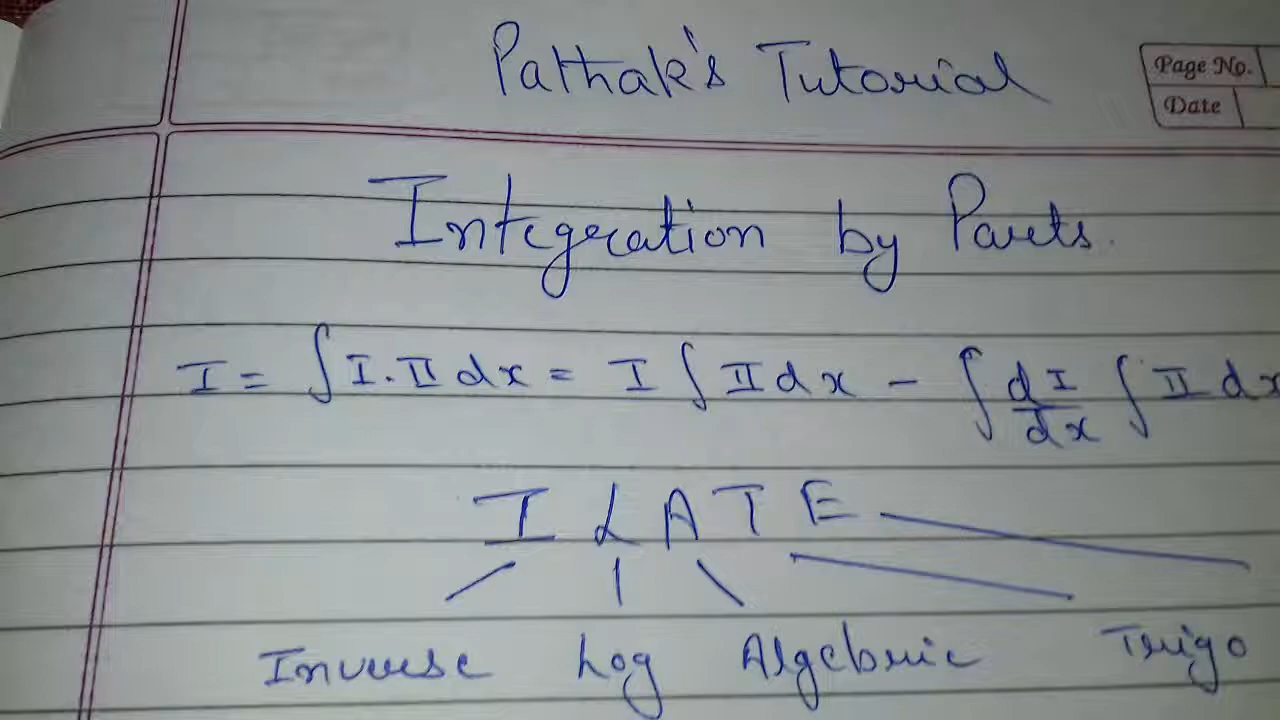 Pathak's Tutorial
Page No.
Date
Integration by Parts.
I = ∫ I . II dx = I ∫ II dx - ∫ dI/dx ∫ II dx
I L A T E
Inverse Log Algebric Trigo